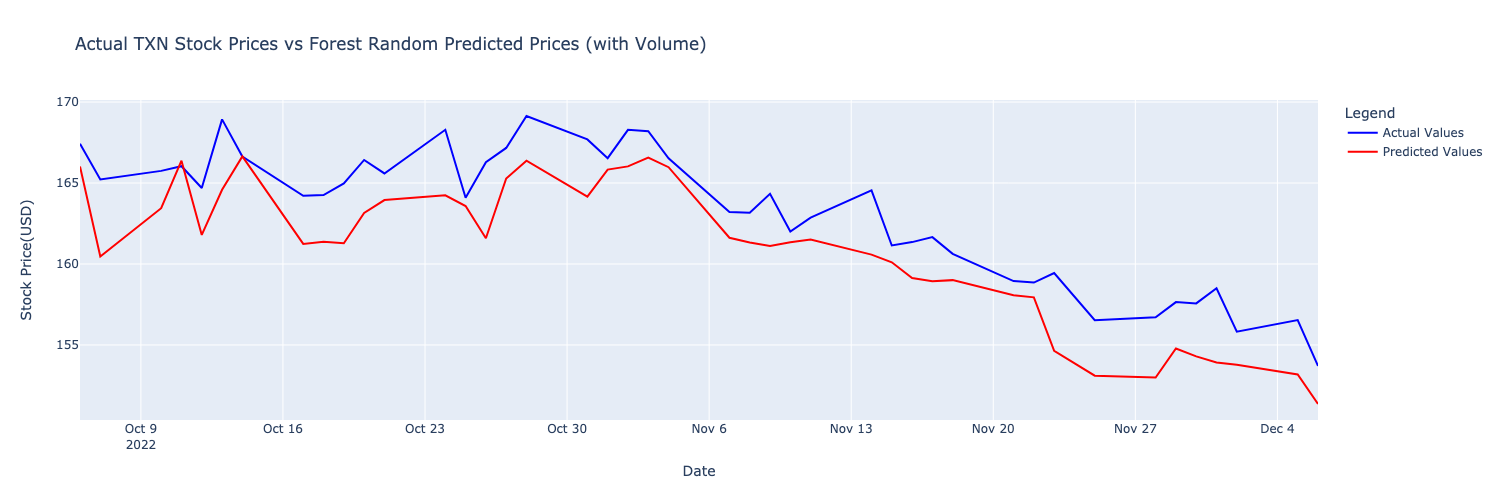 Actual TXN Stock Prices vs Forest Random Predicted Prices (with Volume)
Legend
Actual Values
Predicted Values
Stock Price(USD)
170
165
160
155
Oct 9
2022
Oct 16
Oct 23
Oct 30
Nov 6
Nov 13
Nov 20
Nov 27
Dec 4
Date